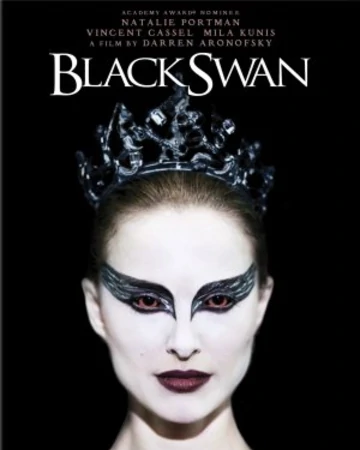 ACADEMY AWARD® NOMINEE
NATALIE PORTMAN
VINCENT CASSEL MILA KUNIS
A FILM BY DARREN ARONOFSKY
BLACK SWAN